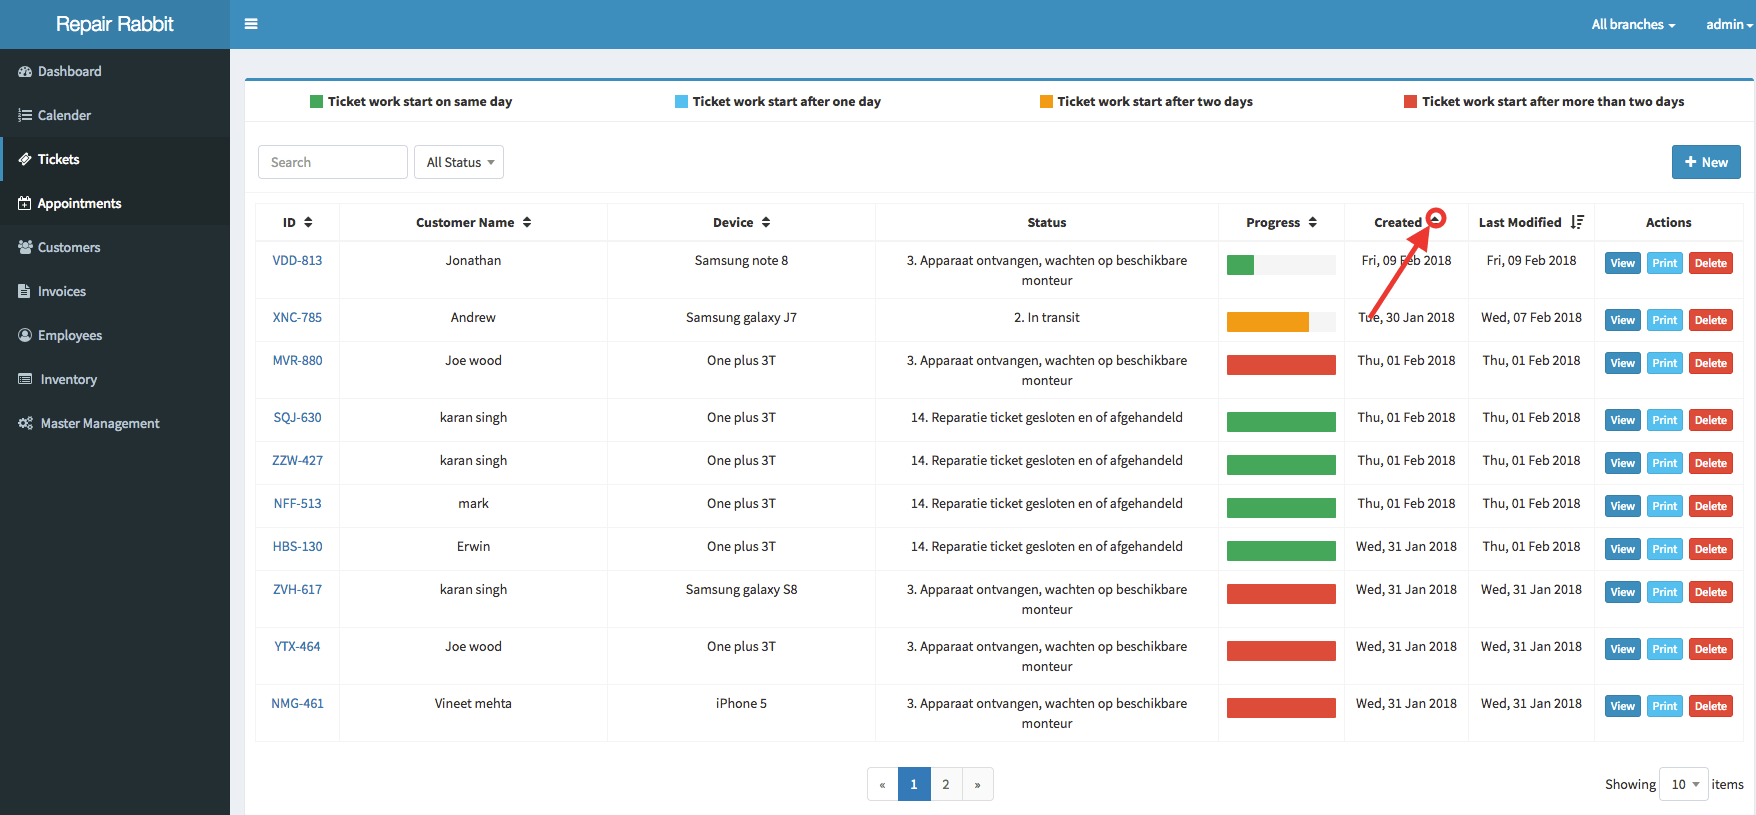 Repair Rabbit
All branches
admin
Dashboard
Calender
Tickets
Appointments
Customers
Invoices
Employees
Inventory
Master Management
Ticket work start on same day
Ticket work start after one day
Ticket work start after two days
Ticket work start after more than two days
Search
All Status
+ New
ID Customer Name Device Status Progress Created Last Modified Actions
VDD-813 Jonathan Samsung note 8 3. Apparaat ontvangen, wachten op beschikbare Fri, 09 Feb 2018 Fri, 09 Feb 2018 View Print Delete
monteur
XNC-785 Andrew Samsung galaxy J7 2. In transit Tue, 30 Jan 2018 Wed, 07 Feb 2018 View Print Delete
MVR-880 Joe wood One plus 3T 3. Apparaat ontvangen, wachten op beschikbare Thu, 01 Feb 2018 Thu, 01 Feb 2018 View Print Delete
monteur
SQJ-630 karan singh One plus 3T 14. Reparatie ticket gesloten en of afgehandeld Thu, 01 Feb 2018 Thu, 01 Feb 2018 View Print Delete
ZZW-427 karan singh One plus 3T 14. Reparatie ticket gesloten en of afgehandeld Thu, 01 Feb 2018 Thu, 01 Feb 2018 View Print Delete
NFF-513 mark One plus 3T 14. Reparatie ticket gesloten en of afgehandeld Thu, 01 Feb 2018 Thu, 01 Feb 2018 View Print Delete
HBS-130 Erwin One plus 3T 14. Reparatie ticket gesloten en of afgehandeld Wed, 31 Jan 2018 Thu, 01 Feb 2018 View Print Delete
ZVH-617 karan singh Samsung galaxy S8 3. Apparaat ontvangen, wachten op beschikbare Wed, 31 Jan 2018 Wed, 31 Jan 2018 View Print Delete
monteur
YTX-464 Joe wood One plus 3T 3. Apparaat ontvangen, wachten op beschikbare Wed, 31 Jan 2018 Wed, 31 Jan 2018 View Print Delete
monteur
NMG-461 Vineet mehta iPhone 5 3. Apparaat ontvangen, wachten op beschikbare Wed, 31 Jan 2018 Wed, 31 Jan 2018 View Print Delete
monteur
« 1 2 »
Showing 10 items